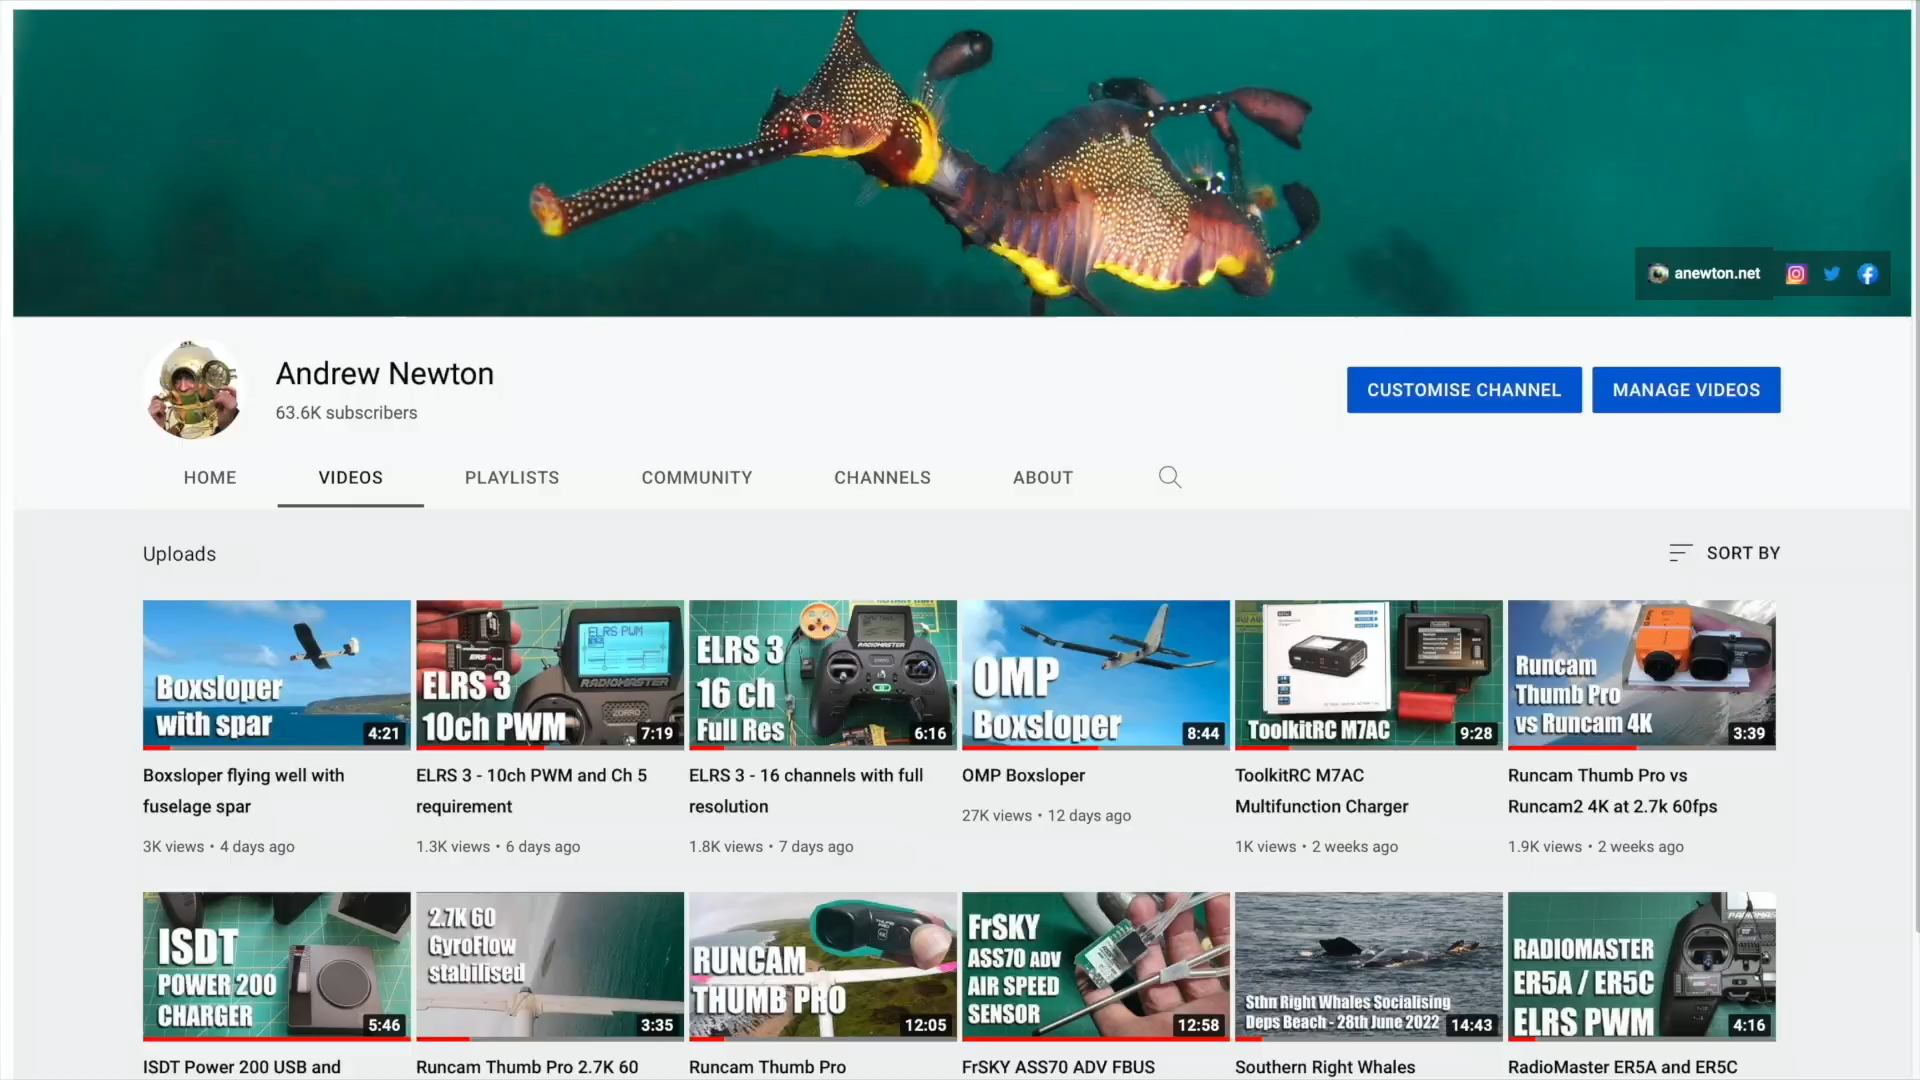 anewton.net
Andrew Newton
63.6K subscribers
CUSTOMISE CHANNEL
MANAGE VIDEOS
HOME
VIDEOS
PLAYLISTS
COMMUNITY
CHANNELS
ABOUT
Uploads
SORT BY
Boxsloper
with spar
4:21
ELRS PWM
RADIOMASTER
ZORRO
ELRS 3
10ch PWM
7:19
RADIOMASTER
ELRS 3
16 ch
Full Res
6:16
OMP
Boxsloper
8:44
ToolkitRC M7AC
9:28
Runcam
Thumb Pro
vs Runcam 4K
3:39
Boxsloper flying well with
fuselage spar
3K views • 4 days ago
ELRS 3 - 10ch PWM and Ch 5
requirement
1.3K views • 6 days ago
ELRS 3 - 16 channels with full
resolution
1.8K views • 7 days ago
OMP Boxsloper
27K views • 12 days ago
ToolkitRC M7AC
Multifunction Charger
1K views • 2 weeks ago
Runcam Thumb Pro vs
Runcam2 4K at 2.7k 60fps
1.9K views • 2 weeks ago
ISDT
POWER 200
CHARGER
5:46
2.7K 60
GyroFlow
stabilised
3:35
RUNCAM
THUMB PRO
12:05
FrSKY
ASS70 ADV
AIR SPEED
SENSOR
12:58
Sthn Right Whales Socialising
Deps Beach - 28th June 2022
14:43
RADIOMASTER
ER5A / ER5C
ELRS PWM
4:16
ISDT Power 200 USB and
Runcam Thumb Pro 2.7K 60
Runcam Thumb Pro
FrSKY ASS70 ADV FBUS
Southern Right Whales
RadioMaster ER5A and ER5C